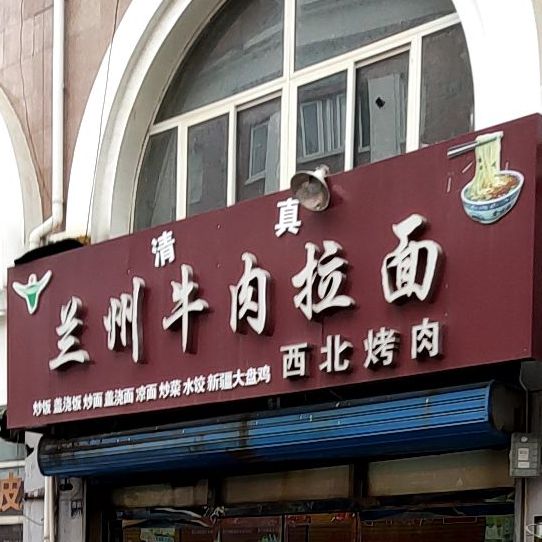 清真
兰州牛肉拉面
西北烤肉
炒饭 盖浇饭 炒面 盖浇面 凉面 炒菜 水饺 新疆大盘鸡
皮